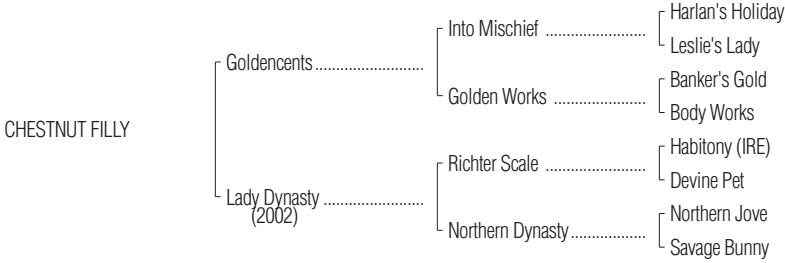 Harlan's Holiday
Into Mischief ........................
Leslie's Lady
Goldencents..........................
Banker's Gold
Golden Works ......................
Body Works
CHESTNUT FILLY
Habitony (IRE)
Richter Scale ........................
Devine Pet
Lady Dynasty ........................
(2002)
Northern Jove
Northern Dynasty..................
Savage Bunny